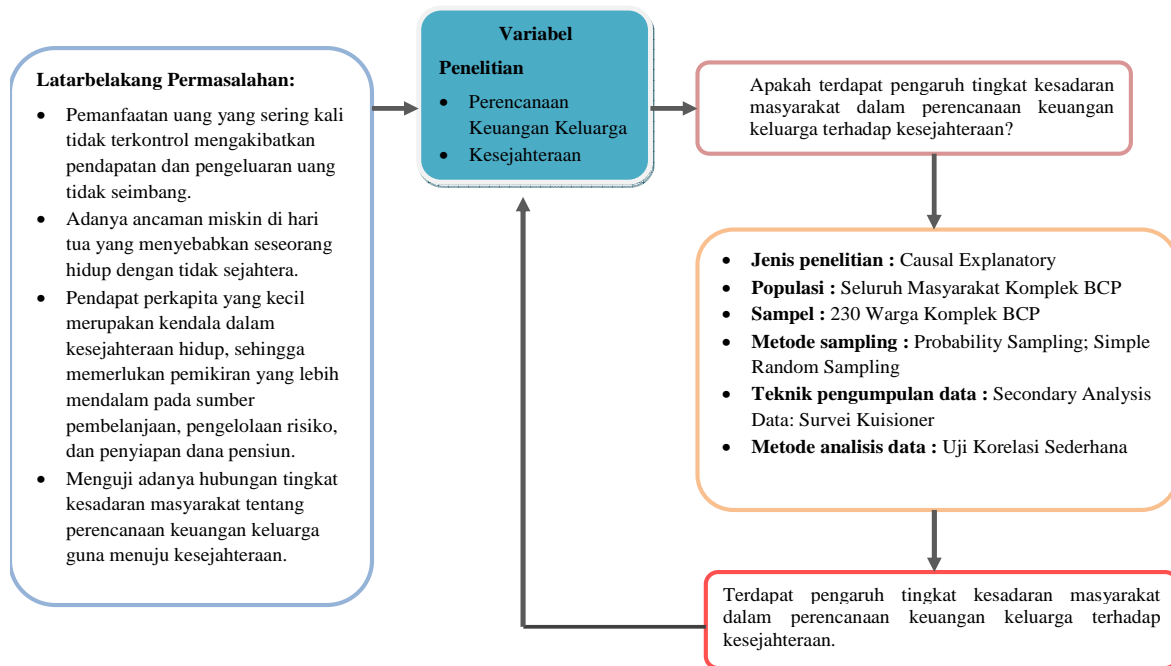 Latarbelakang Permasalahan:
• Pemanfaatan uang yang sering kali
tidak terkontrol mengakibatkan
pendapatan dan pengeluaran uang
tidak seimbang.
• Adanya ancaman miskin di hari
tua yang menyebabkan seseorang
hidup dengan tidak sejahtera.
• Pendapat perkapita yang kecil
merupakan kendala dalam
kesejahteraan hidup, sehingga
memerlukan pemikiran yang lebih
mendalam pada sumber
pembelanjaan, pengelolaan risiko,
dan penyiapan dana pensiun.
• Menguji adanya hubungan tingkat
kesadaran masyarakat tentang
perencanaan keuangan keluarga
guna menuju kesejahteraan.
Variabel
Penelitian
• Perencanaan
Keuangan Keluarga
• Kesejahteraan
Apakah terdapat pengaruh tingkat kesadaran
masyarakat dalam perencanaan keuangan
keluarga terhadap kesejahteraan?
• Jenis penelitian : Causal Explanatory
• Populasi : Seluruh Masyarakat Komplek BCP
• Sampel : 230 Warga Komplek BCP
• Metode sampling : Probability Sampling; Simple
Random Sampling
• Teknik pengumpulan data : Secondary Analysis
Data: Survei Kuisioner
• Metode analisis data : Uji Korelasi Sederhana
Terdapat pengaruh tingkat kesadaran masyarakat
dalam perencanaan keuangan keluarga terhadap
kesejahteraan.